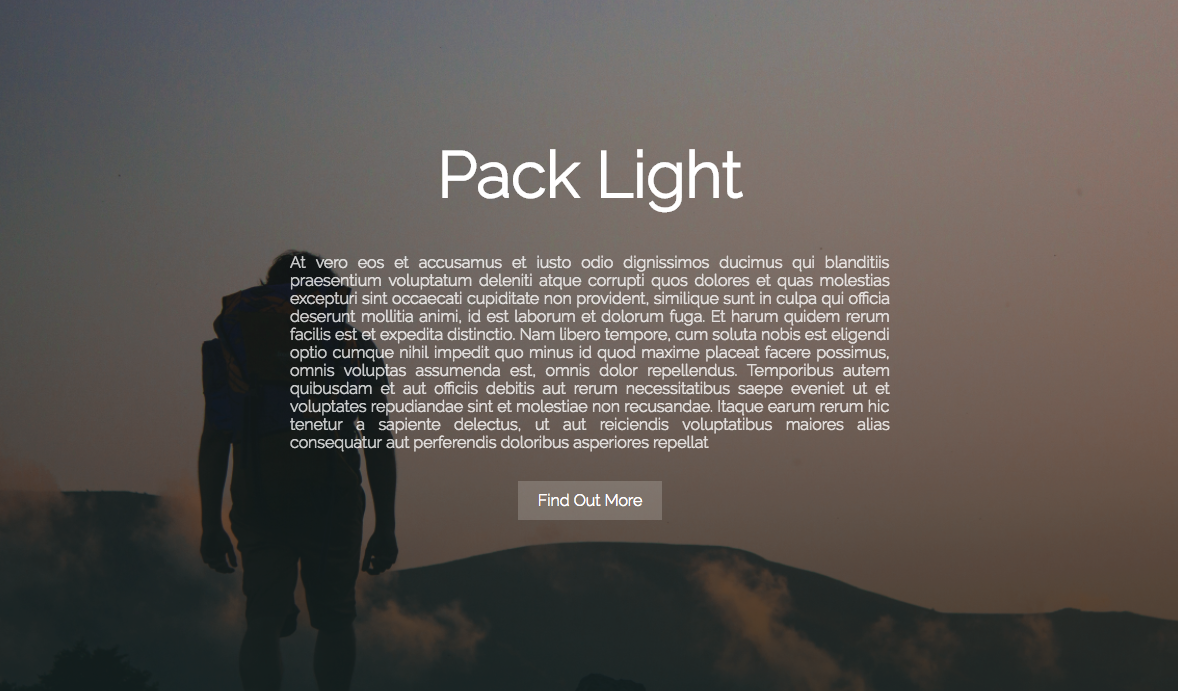 Pack Light
At vero eos et accusamus et iusto odio dignissimos ducimus qui blanditiis
praesentium voluptatum deleniti atque corrupti quos dolores et quas molestias
excepturi sint occaecati cupiditate non provident, similique sunt in culpa qui officia
deserunt mollitia animi, id est laborum et dolorum fuga. Et harum quidem rerum
facilis est et expedita distinctio. Nam libero tempore, cum soluta nobis est eligendi
optio cumque nihil impedit quo minus id quod maxime placeat facere possimus,
omnis voluptas assumenda est, omnis dolor repellendus. Temporibus autem
quibusdam et aut officiis debitis aut rerum necessitatibus saepe eveniet ut et
voluptates repudiandae sint et molestiae non recusandae. Itaque earum rerum hic
tenetur a sapiente delectus, ut aut reiciendis voluptatibus maiores alias
consequatur aut perferendis doloribus asperiores repellat
Find Out More